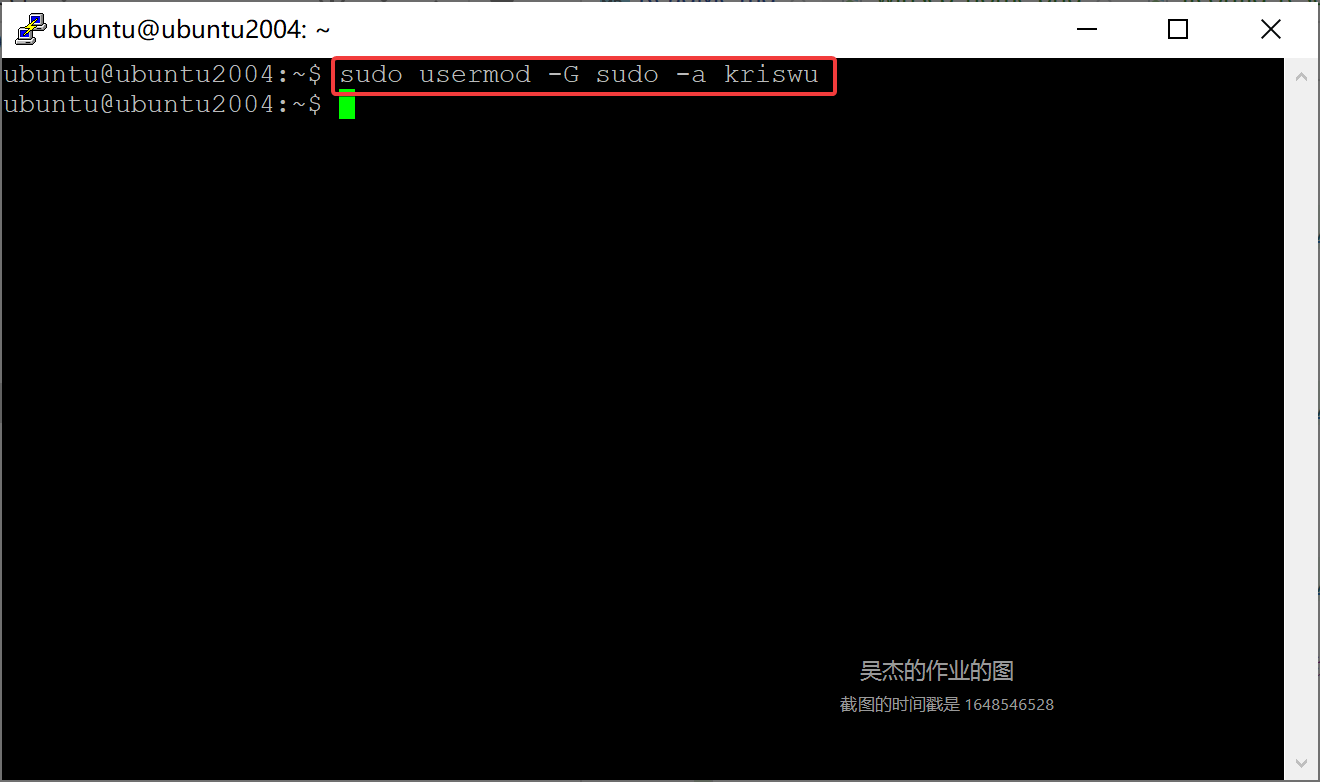 ubuntu@ubuntu2004: ~
ubuntu@ubuntu2004:~$ sudo usermod -G sudo -a kriswu
ubuntu@ubuntu2004:~$
昊杰的作业的图
截图的时间戳是 1648546528